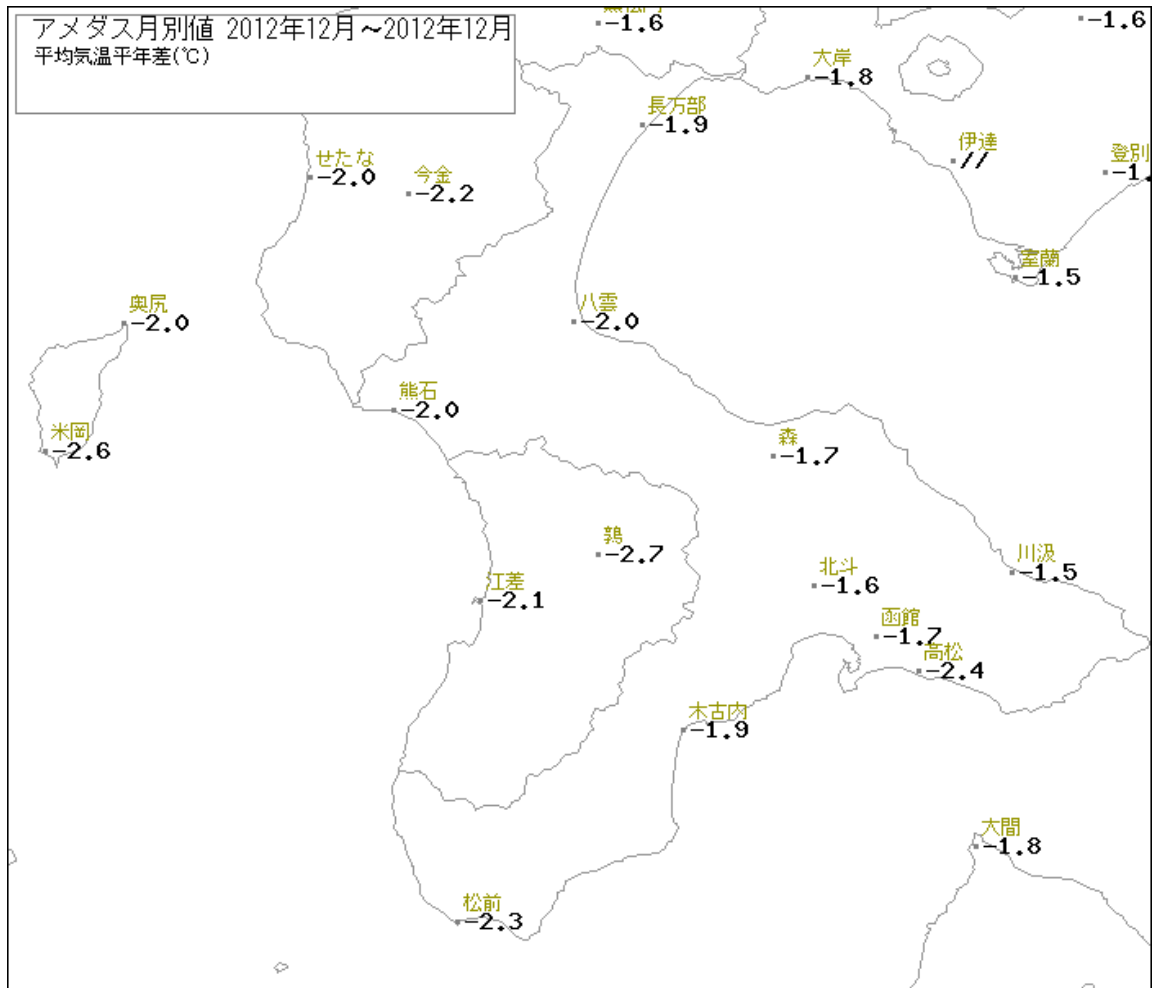 アメダス月別値 2012年12月～2012年12月
平均気温平年差(℃)
-1.6
-1.6
大岸
-1.8
長万部
-1.9
伊達
//
登別
せたな
-2.0
今金
-2.2
室蘭
-1.5
奥尻
-2.0
八雲
-2.0
熊石
-2.0
米岡
-2.6
森
-1.7
鶉
-2.7
川汲
-1.5
北斗
-1.6
江差
-2.1
函館
-1.7
高松
-2.4
木古内
-1.9
大間
-1.8
松前
-2.3